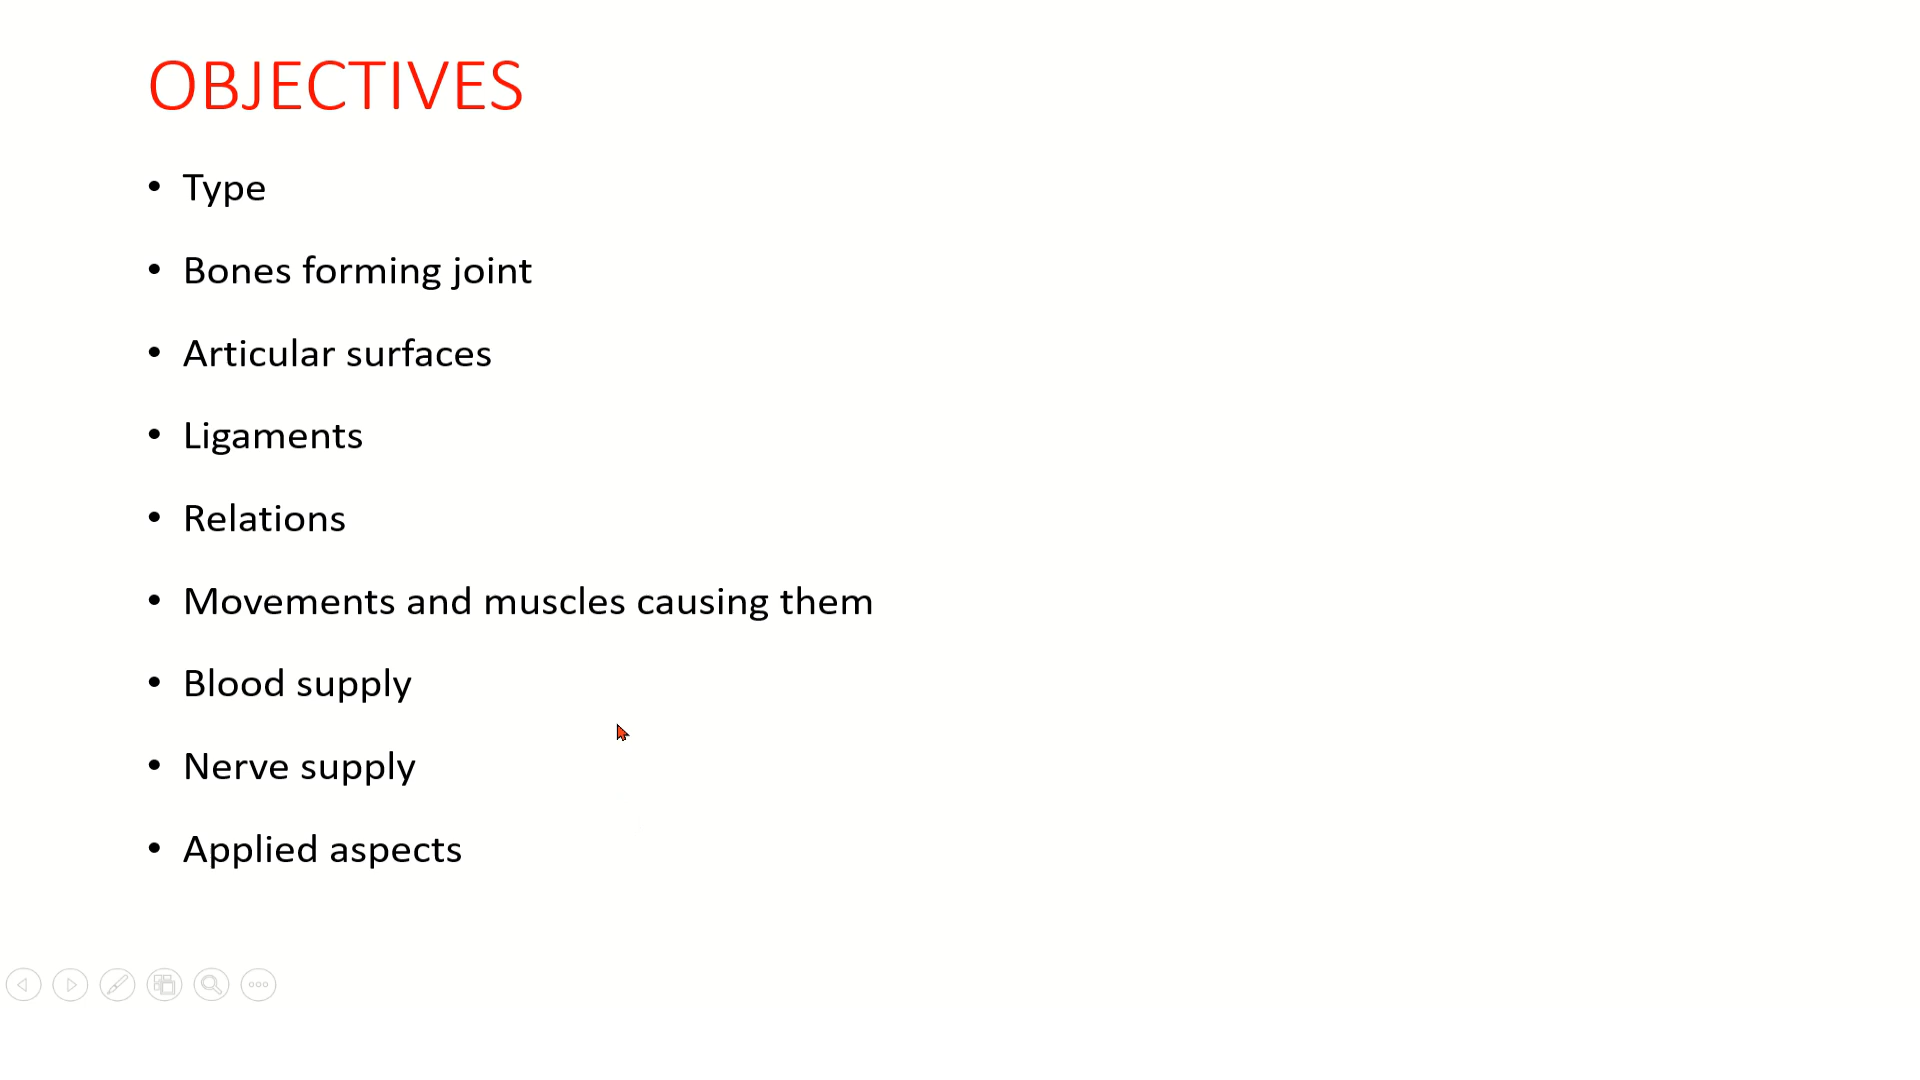 OBJECTIVES
• Type
• Bones forming joint
• Articular surfaces
• Ligaments
• Relations
• Movements and muscles causing them
• Blood supply
• Nerve supply
• Applied aspects